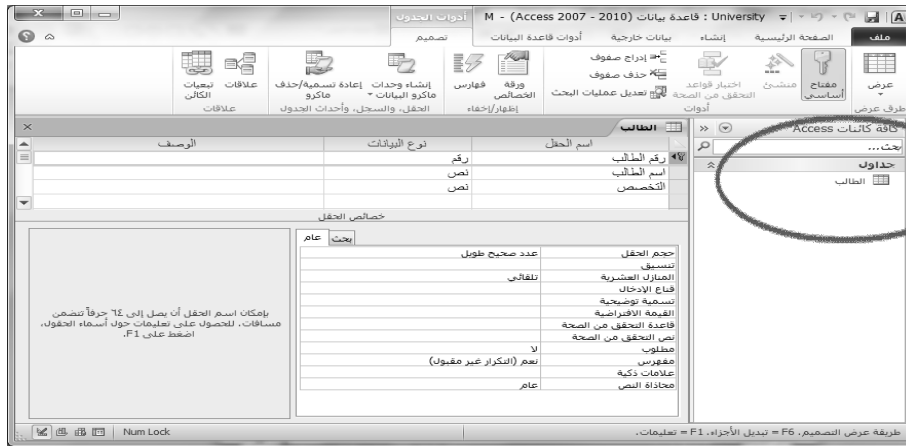 University : قاعدة بيانات (Access 2007 - 2010) - M
أدوات الجدول
ملف
الصفحة الرئيسية
إنشاء
بيانات خارجية
أدوات قاعدة البيانات
تصميم
عرض
مفتاح أساسي
منشئ
اختبار قواعد التحقق من الصحة
إدراج صفوف
حذف صفوف
تعديل عمليات البحث
ورقة الخصائص
فهارس
إنشاء وحدات ماكرو البيانات
إعادة تسمية/حذف ماكرو
علاقات
تبعيات الكائن
طرق عرض
أدوات
إظهار/إخفاء
الحقل، والسجل، وأحداث الجدول
علاقات
كافة كائنات Access
بحث...
جداول
الطالب
الطالب
اسم الحقل نوع البيانات الوصف
رقم الطالب رقم
اسم الطالب نص
التخصص نص
خصائص الحقل
عام بحث
حجم الحقل عدد صحيح طويل
تنسيق
المنازل العشرية تلقائي
قناع الإدخال
تسمية توضيحية
القيمة الافتراضية
قاعدة التحقق من الصحة
نص التحقق من الصحة
مطلوب لا
مفهرس نعم (التكرار غير مقبول)
علامات ذكية
محاذاة النص عام
بإمكان اسم الحقل أن يصل إلى ٦٤ حرفاً تتضمن
مسافات. للحصول على تعليمات حول أسماء الحقول،
اضغط على F1.
طريقة عرض التصميم. F6 = تبديل الأجزاء. F1 = تعليمات.
Num Lock